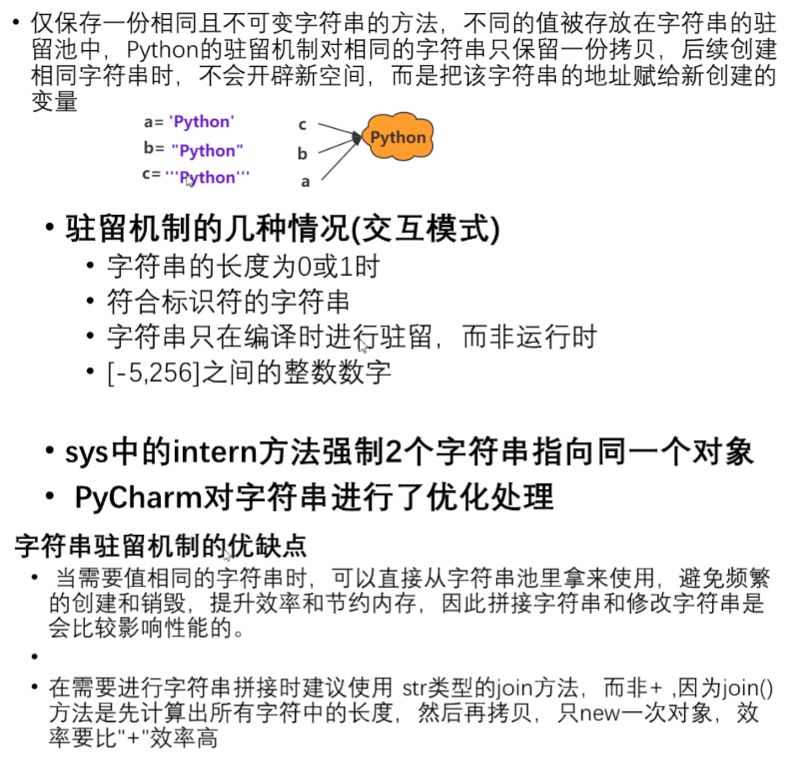 • 仅保存一份相同且不可变字符串的方法，不同的值被存放在字符串的驻
留池中，Python的驻留机制对相同的字符串只保留一份拷贝，后续创建
相同字符串时，不会开辟新空间，而是把该字符串的地址赋给新创建的
变量
a= 'Python'
b= "Python"
c= '''Python'''
c
b
a
Python
• 驻留机制的几种情况(交互模式)
• 字符串的长度为0或1时
• 符合标识符的字符串
• 字符串只在编译时进行驻留，而非运行时
• [-5,256]之间的整数数字
• sys中的intern方法强制2个字符串指向同一个对象
• PyCharm对字符串进行了优化处理
字符串驻留机制的优缺点
• 当需要值相同的字符串时，可以直接从字符串池里拿来使用，避免频繁
的创建和销毁，提升效率和节约内存，因此拼接字符串和修改字符串是
会比较影响性能的。
•
• 在需要进行字符串拼接时建议使用 str类型的join方法，而非+ ,因为join()
方法是先计算出所有字符中的长度，然后再拷贝，只new一次对象，效
率要比"+"效率高